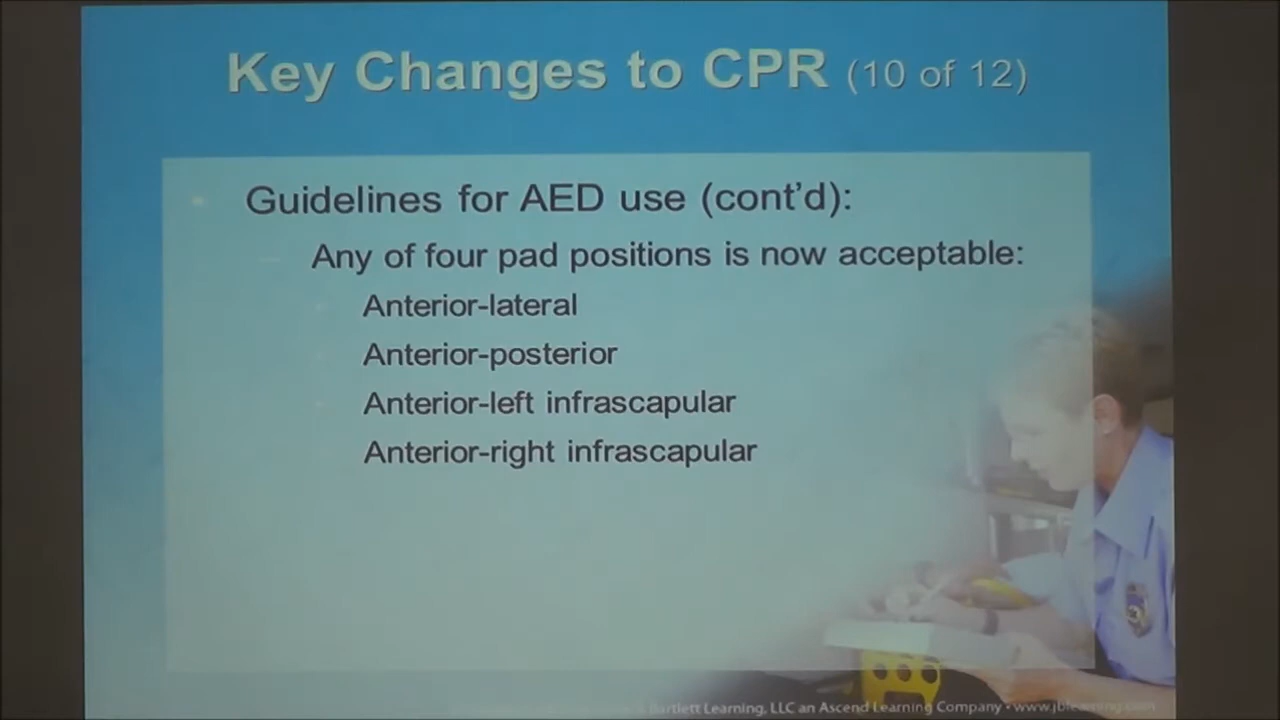 Key Changes to CPR (10 of 12)
Guidelines for AED use (cont’d):
Any of four pad positions is now acceptable:
Anterior-lateral
Anterior-posterior
Anterior-left infrascapular
Anterior-right infrascapular
Bartlett Learning, LLC an Ascend Learning Company • www.jblearning.com